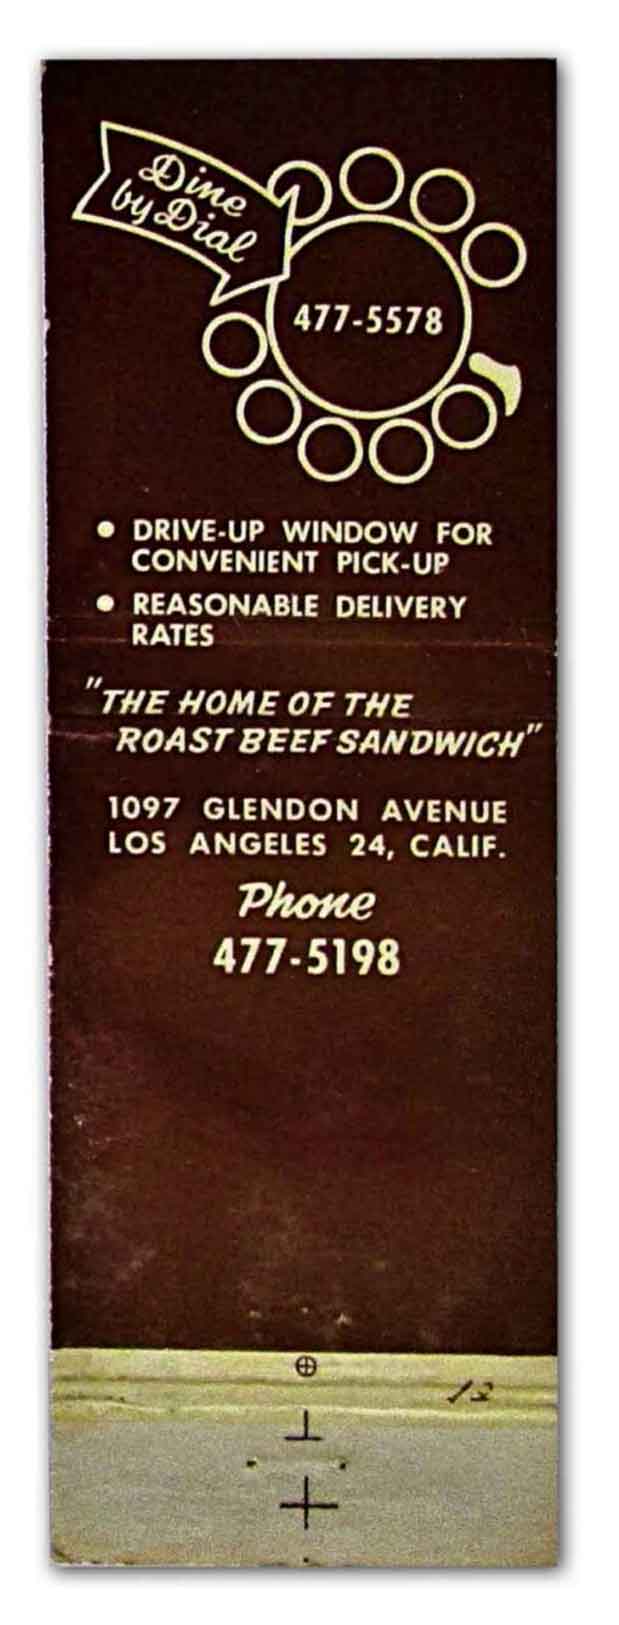 Dine
by Dial
477-5578
• DRIVE-UP WINDOW FOR
CONVENIENT PICK-UP
• REASONABLE DELIVERY
RATES
"THE HOME OF THE
ROAST BEEF SANDWICH"
1097 GLENDON AVENUE
LOS ANGELES 24, CALIF.
Phone
477-5198